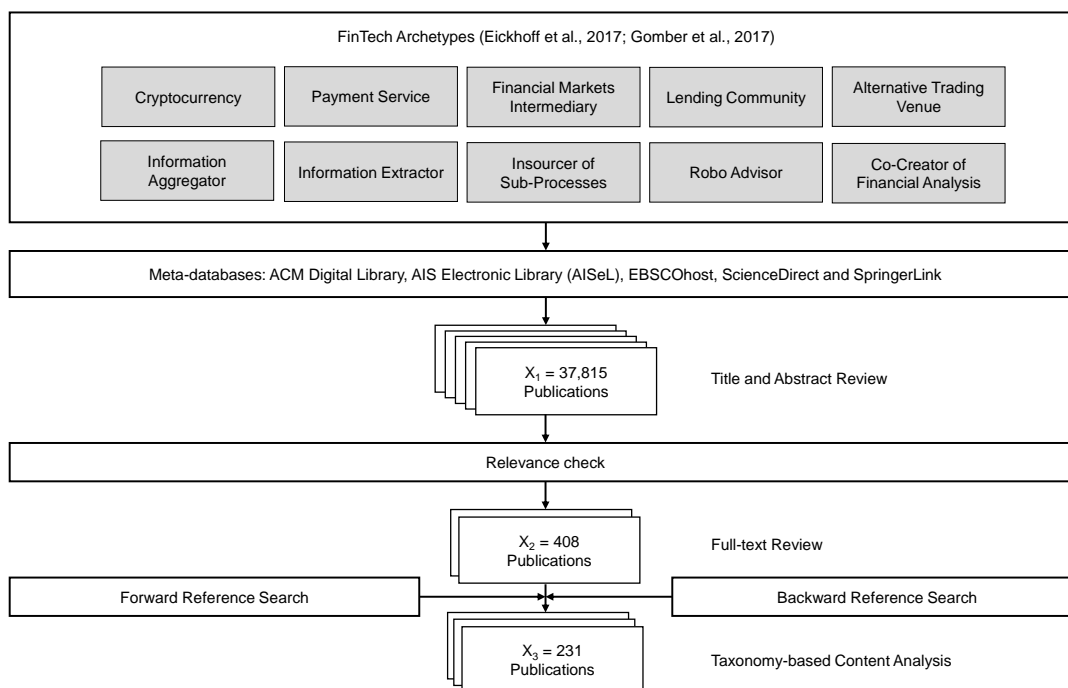 FinTech Archetypes (Eickhoff et al., 2017; Gomber et al., 2017)
Cryptocurrency
Payment Service
Financial Markets
Intermediary
Lending Community
Alternative Trading
Venue
Information
Aggregator
Information Extractor
Insourcer of
Sub-Processes
Robo Advisor
Co-Creator of
Financial Analysis
Meta-databases: ACM Digital Library, AIS Electronic Library (AISeL), EBSCOhost, ScienceDirect and SpringerLink
X₁ = 37,815
Publications
Title and Abstract Review
Relevance check
X₂ = 408
Publications
Full-text Review
Forward Reference Search
Backward Reference Search
X₃ = 231
Publications
Taxonomy-based Content Analysis